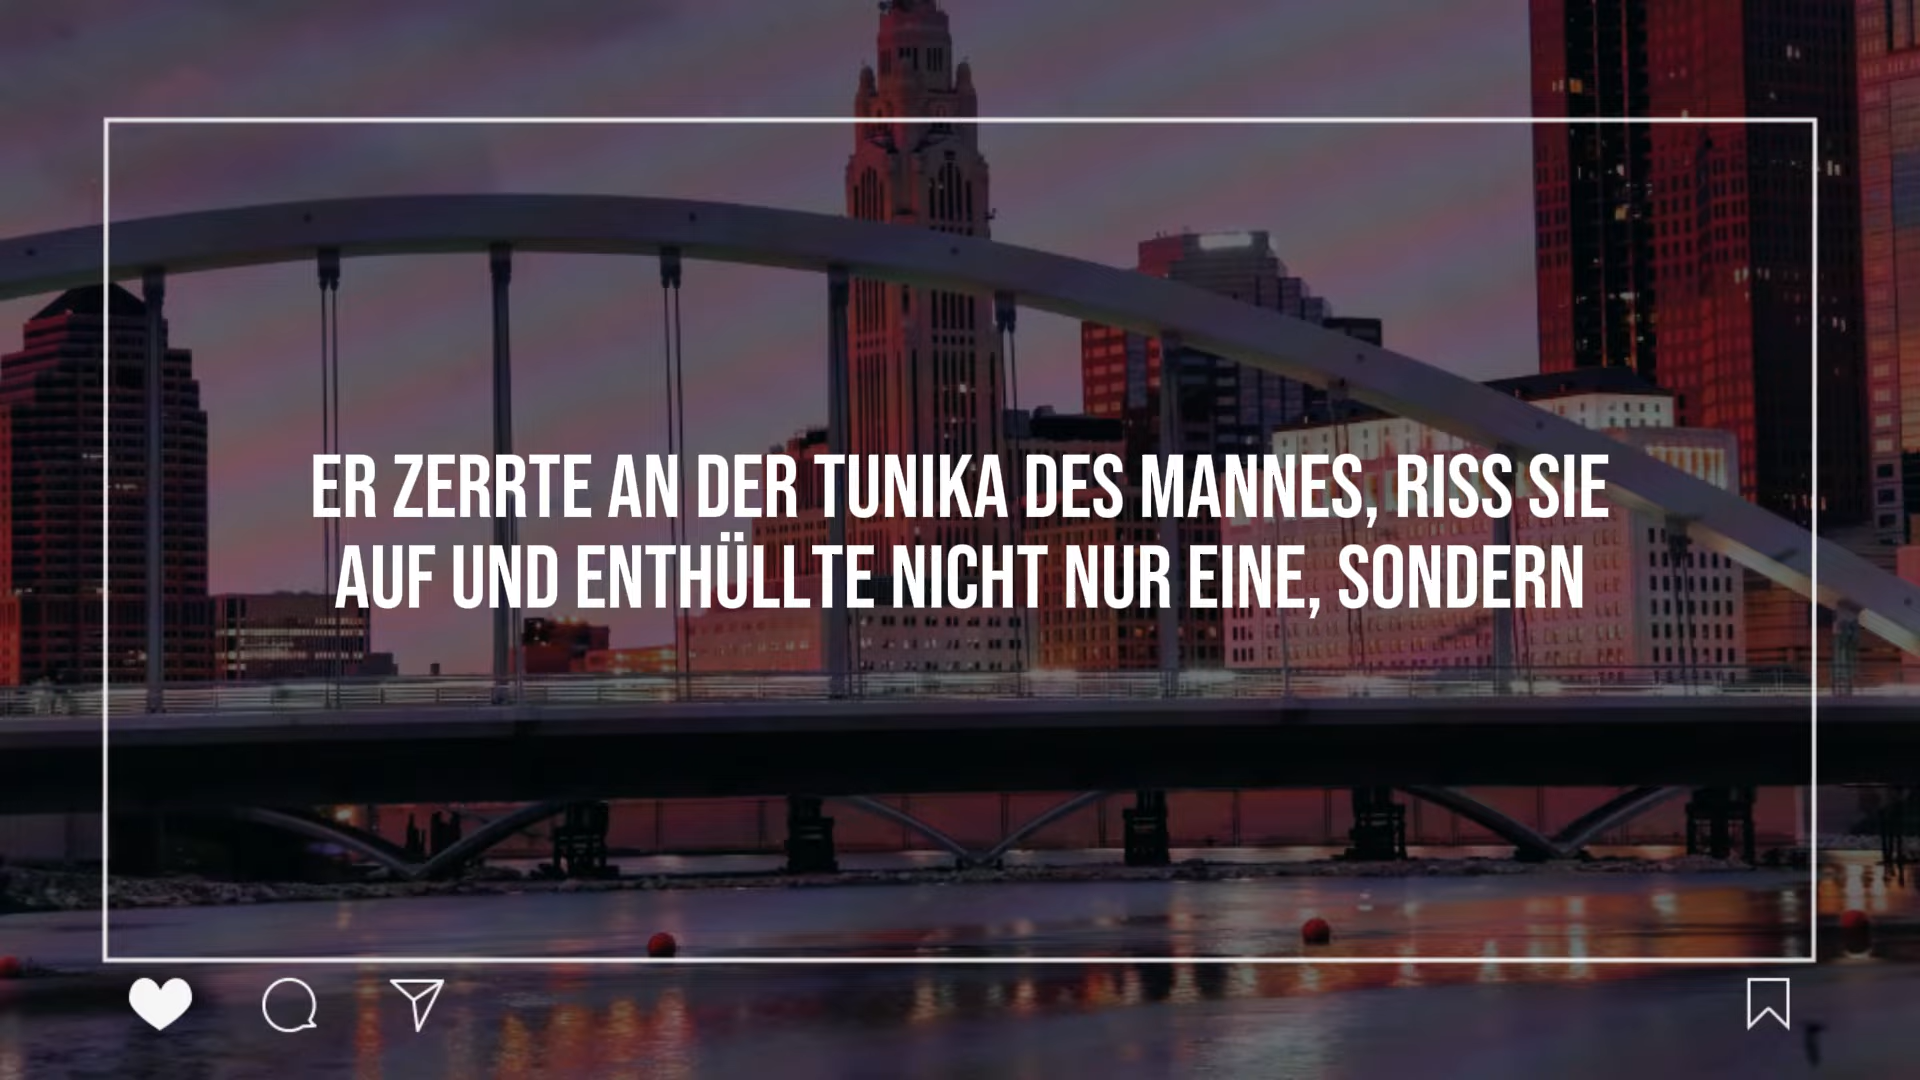 ER ZERRTE AN DER TUNIKA DES MANNES, RISS SIE
AUF UND ENTHÜLLTE NICHT NUR EINE, SONDERN